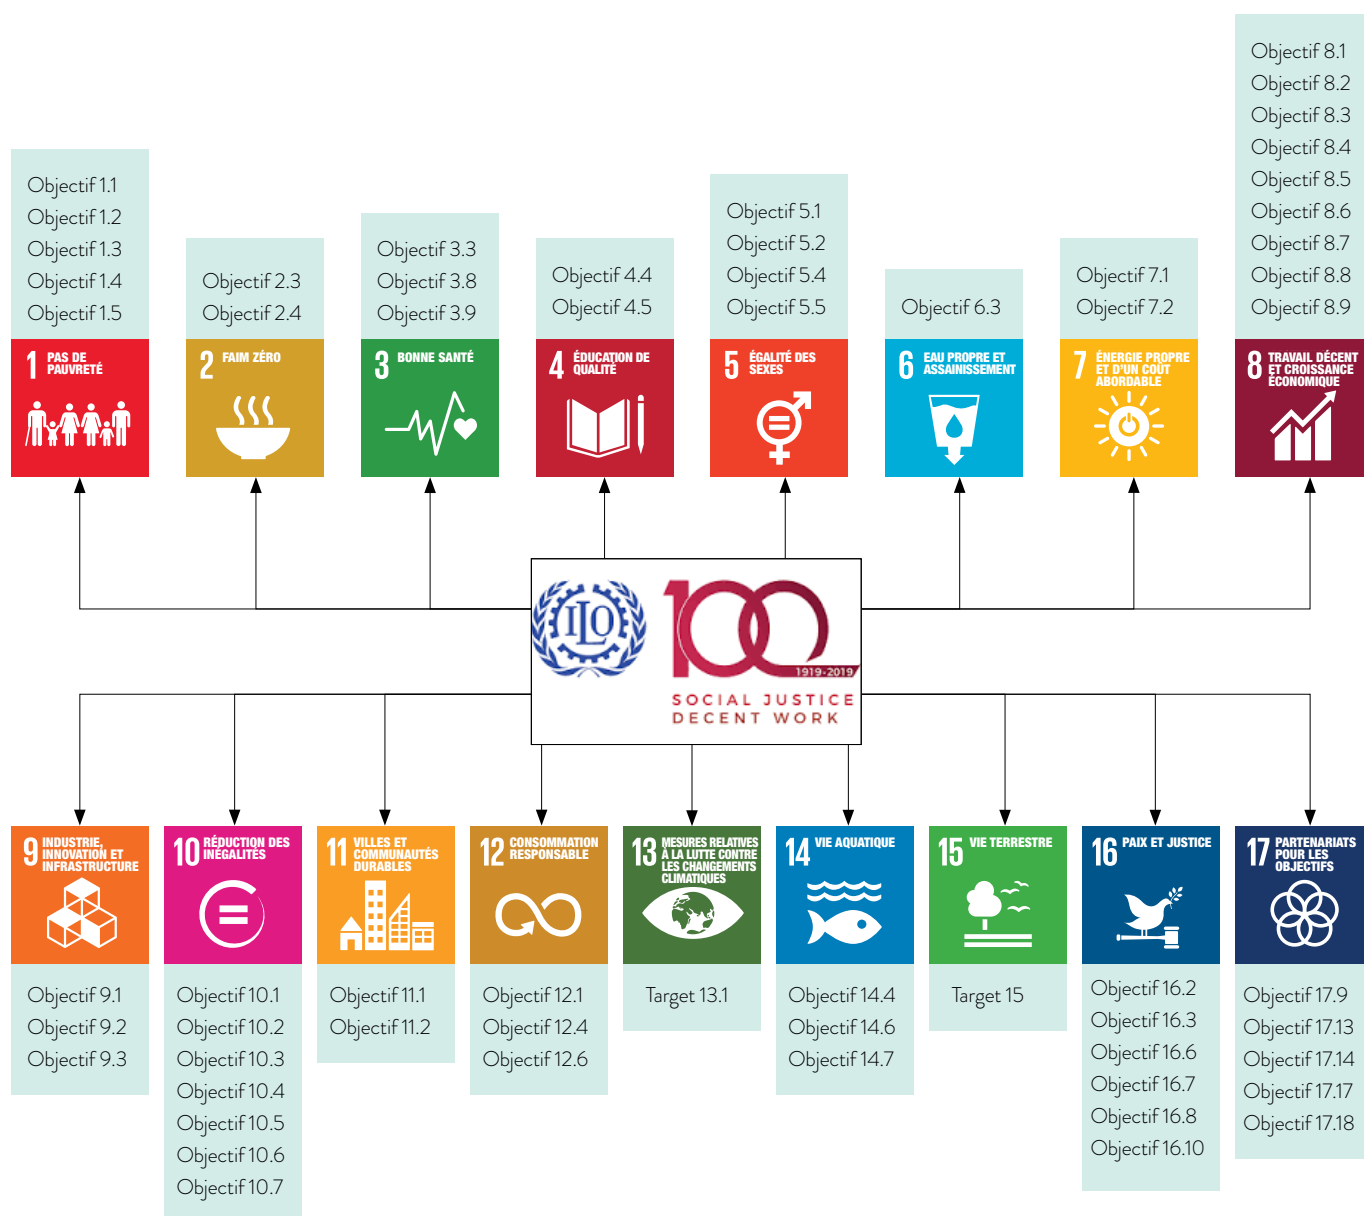 Objectif 1.1
Objectif 1.2
Objectif 1.3
Objectif 1.4
Objectif 1.5
1 PAS DE
PAUVRETÉ
Objectif 2.3
Objectif 2.4
2 FAIM ZÉRO
Objectif 3.3
Objectif 3.8
Objectif 3.9
3 BONNE SANTÉ
Objectif 4.4
Objectif 4.5
4 ÉDUCATION DE
QUALITÉ
Objectif 5.1
Objectif 5.2
Objectif 5.4
Objectif 5.5
5 ÉGALITÉ DES
SEXES
Objectif 6.3
6 EAU PROPRE ET
ASSAINISSEMENT
Objectif 7.1
Objectif 7.2
7 ÉNERGIE PROPRE
ET D'UN COÛT
ABORDABLE
Objectif 8.1
Objectif 8.2
Objectif 8.3
Objectif 8.4
Objectif 8.5
Objectif 8.6
Objectif 8.7
Objectif 8.8
Objectif 8.9
8 TRAVAIL DÉCENT
ET CROISSANCE
ÉCONOMIQUE
ILO
100
1919-2019
SOCIAL JUSTICE
DECENT WORK
9 INDUSTRIE,
INNOVATION ET
INFRASTRUCTURE
Objectif 9.1
Objectif 9.2
Objectif 9.3
10 RÉDUCTION DES
INÉGALITÉS
Objectif 10.1
Objectif 10.2
Objectif 10.3
Objectif 10.4
Objectif 10.5
Objectif 10.6
Objectif 10.7
11 VILLES ET
COMMUNAUTÉS
DURABLES
Objectif 11.1
Objectif 11.2
12 CONSOMMATION
RESPONSABLE
Objectif 12.1
Objectif 12.4
Objectif 12.6
13 MESURES RELATIVES
À LA LUTTE CONTRE
LES CHANGEMENTS
CLIMATIQUES
Target 13.1
14 VIE AQUATIQUE
Objectif 14.4
Objectif 14.6
Objectif 14.7
15 VIE TERRESTRE
Target 15
16 PAIX ET JUSTICE
Objectif 16.2
Objectif 16.3
Objectif 16.6
Objectif 16.7
Objectif 16.8
Objectif 16.10
17 PARTENARIATS
POUR LES
OBJECTIFS
Objectif 17.9
Objectif 17.13
Objectif 17.14
Objectif 17.17
Objectif 17.18